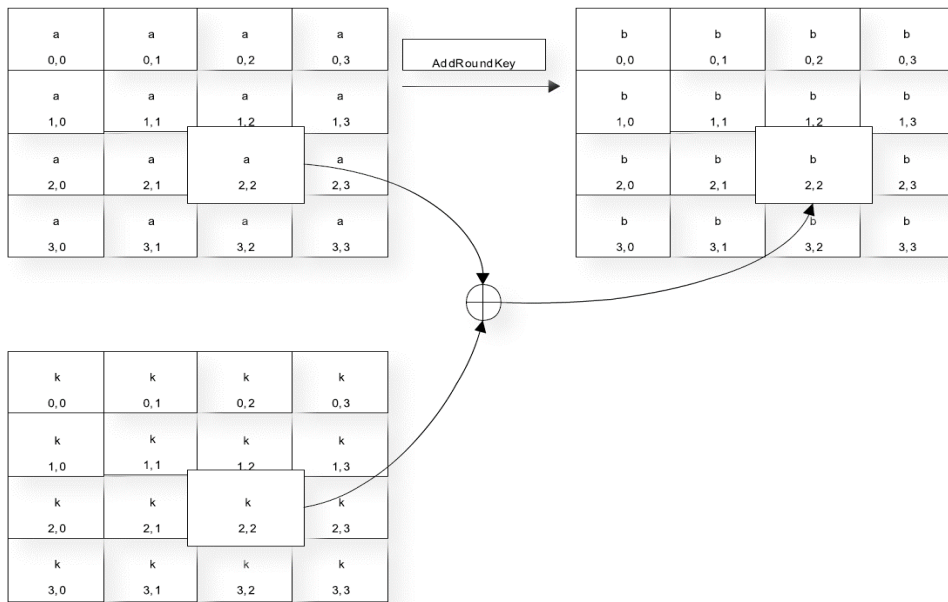 a a a a
0,0 0,1 0,2 0,3
a a a a
1,0 1,1 1,2 1,3
a a a a
2,0 2,1 2,2 2,3
a a a a
3,0 3,1 3,2 3,3
AddRoundKey
b b b b
0,0 0,1 0,2 0,3
b b b b
1,0 1,1 1,2 1,3
b b b b
2,0 2,1 2,2 2,3
b b b b
3,0 3,1 3,2 3,3
k k k k
0,0 0,1 0,2 0,3
k k k k
1,0 1,1 1,2 1,3
k k k k
2,0 2,1 2,2 2,3
k k k k
3,0 3,1 3,2 3,3